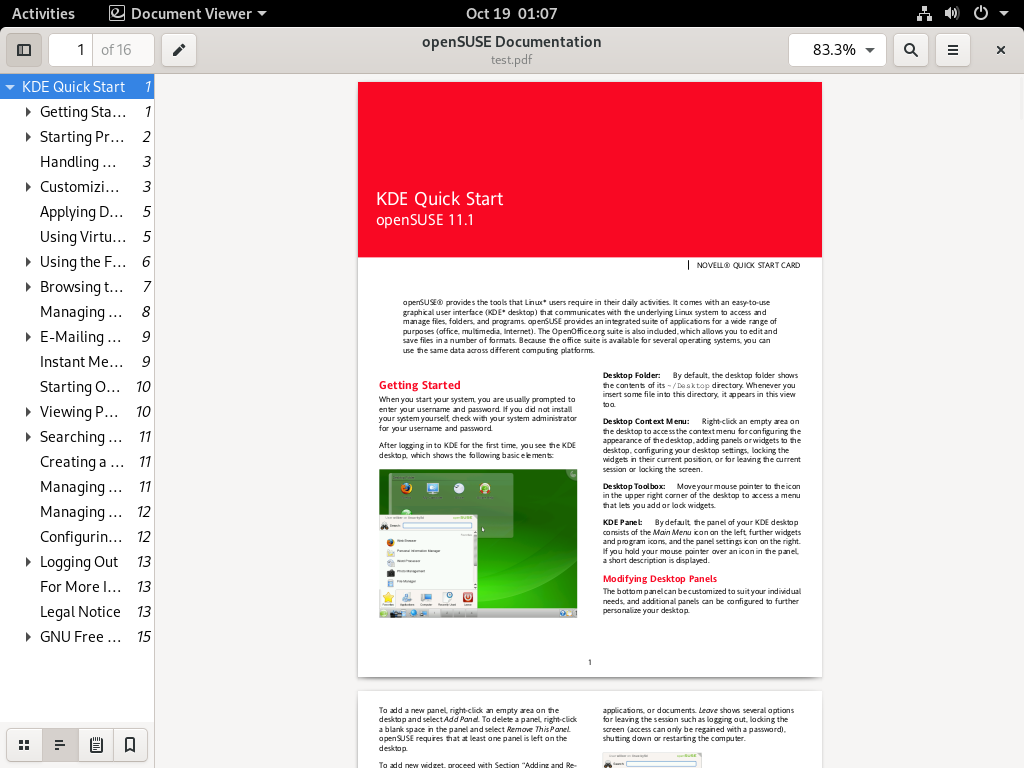 Activities
Document Viewer
Oct 19 01:07
1 of 16
openSUSE Documentation
test.pdf
83.3%
KDE Quick Start 1
Getting Sta... 1
Starting Pr... 2
Handling ... 3
Customizi... 3
Applying D... 5
Using Virtu... 5
Using the F... 6
Browsing t... 7
Managing ... 8
E-Mailing ... 9
Instant Me... 9
Starting O... 10
Viewing P... 10
Searching ... 11
Creating a ... 11
Managing ... 11
Managing ... 12
Configurin... 12
Logging Out 13
For More I... 13
Legal Notice 13
GNU Free ... 15
KDE Quick Start
openSUSE 11.1
NOVELL® QUICK START CARD
openSUSE® provides the tools that Linux* users require in their daily activities. It comes with an easy-to-use
graphical user interface (KDE* desktop) that communicates with the underlying Linux system to access and
manage files, folders, and programs. openSUSE provides an integrated suite of applications for a wide range of
purposes (office, multimedia, Internet). The OpenOffice.org suite is also included, which allows you to edit and
save files in a number of formats. Because the office suite is available for several operating systems, you can
use the same data across different computing platforms.
Getting Started
When you start your system, you are usually prompted to
enter your username and password. If you did not install
your system yourself, check with your system administrator
for your username and password.
After logging in to KDE for the first time, you see the KDE
desktop, which shows the following basic elements:
Search:
Web Browser
Personal Information Manager
Word Processor
Photo Management
File Manager
Desktop Folder: By default, the desktop folder shows
the contents of its ~/Desktop directory. Whenever you
insert some file into this directory, it appears in this view
too.
Desktop Context Menu: Right-click an empty area on
the desktop to access the context menu for configuring the
appearance of the desktop, adding panels or widgets to the
desktop, configuring your desktop settings, locking the
widgets in their current position, or for leaving the current
session or locking the screen.
Desktop Toolbox: Move your mouse pointer to the icon
in the upper right corner of the desktop to access a menu
that lets you add or lock widgets.
KDE Panel: By default, the panel of your KDE desktop
consists of the Main Menu icon on the left, further widgets
and program icons, and the panel settings icon on the right.
If you hold your mouse pointer over an icon in the panel,
a short description is displayed.
Modifying Desktop Panels
The bottom panel can be customized to suit your individual
needs, and additional panels can be configured to further
personalize your desktop.
1
To add a new panel, right-click an empty area on the
desktop and select Add Panel. To delete a panel, right-click
a blank space in the panel and select Remove This Panel.
openSUSE requires that at least one panel is left on the
desktop.
To add new widget, proceed with Section "Adding and Re-
applications, or documents. Leave shows several options
for leaving the session such as logging out, locking the
screen (access can only be regained with a password),
shutting down or restarting the computer.
Search: